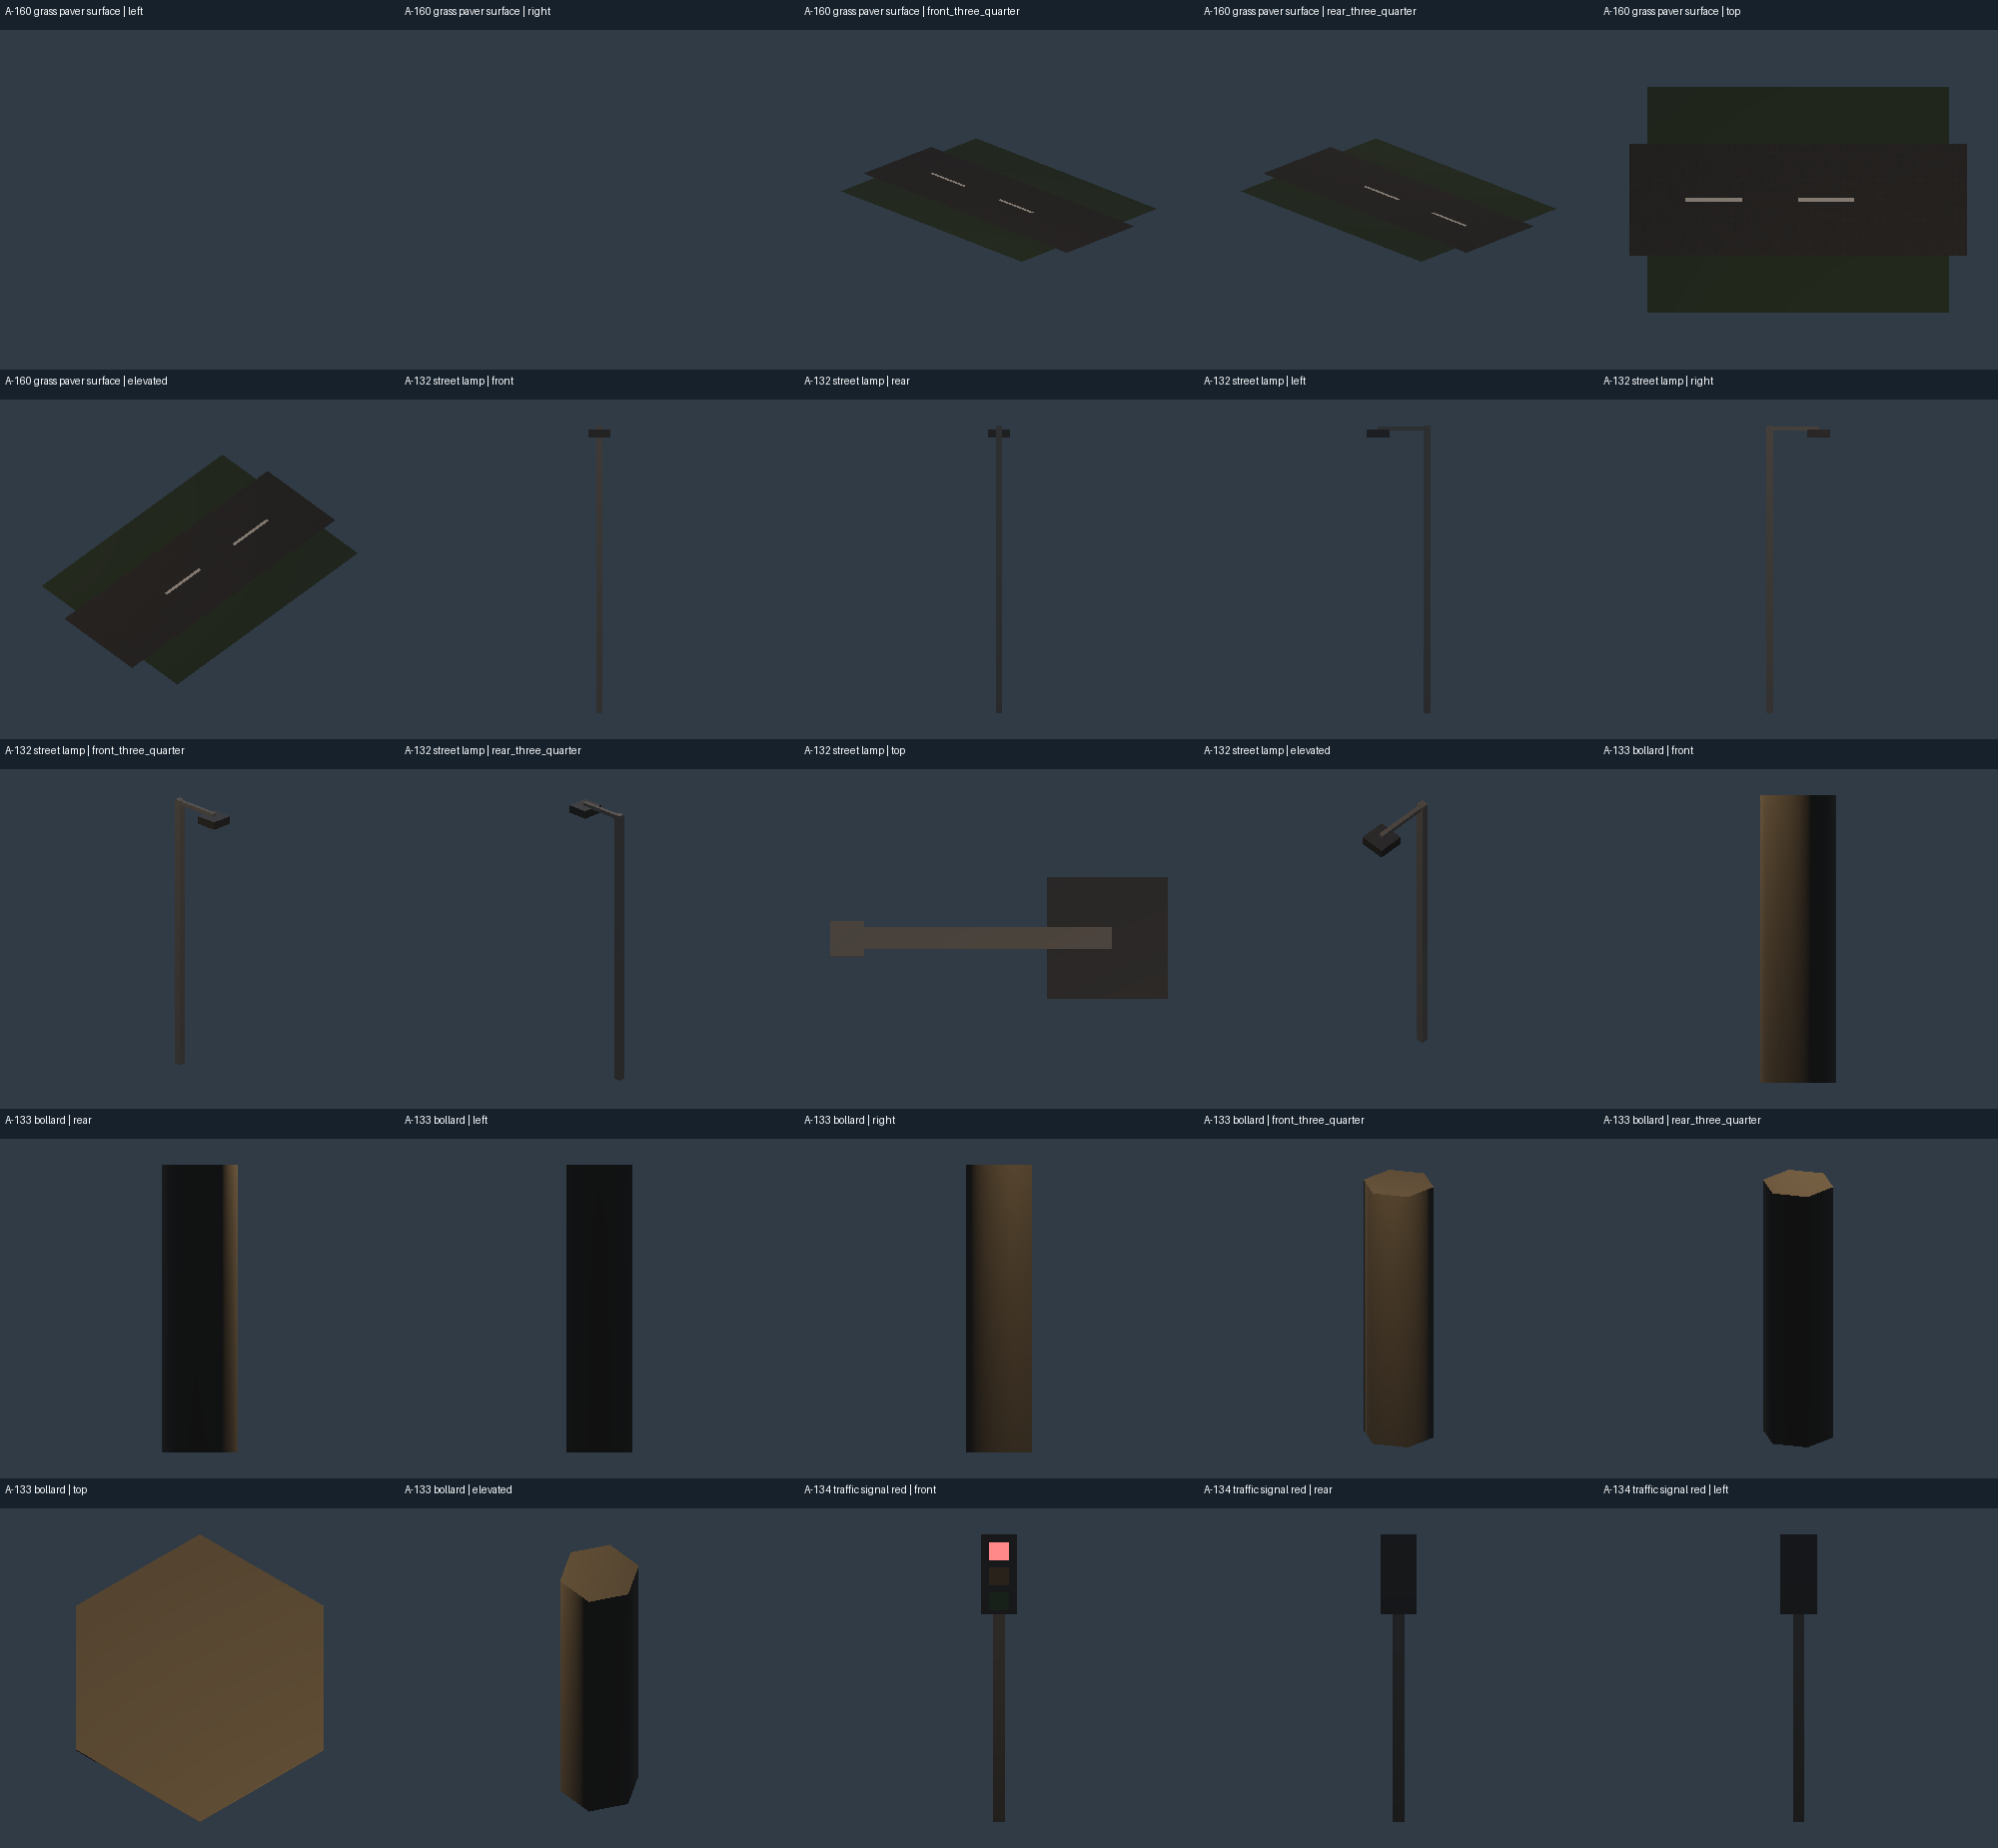 A-160 grass paver surface | left
A-160 grass paver surface | right
A-160 grass paver surface | front_three_quarter
A-160 grass paver surface | rear_three_quarter
A-160 grass paver surface | top
A-160 grass paver surface | elevated
A-132 street lamp | front
A-132 street lamp | rear
A-132 street lamp | left
A-132 street lamp | right
A-132 street lamp | front_three_quarter
A-132 street lamp | rear_three_quarter
A-132 street lamp | top
A-132 street lamp | elevated
A-133 bollard | front
A-133 bollard | rear
A-133 bollard | left
A-133 bollard | right
A-133 bollard | front_three_quarter
A-133 bollard | rear_three_quarter
A-133 bollard | top
A-133 bollard | elevated
A-134 traffic signal red | front
A-134 traffic signal red | rear
A-134 traffic signal red | left